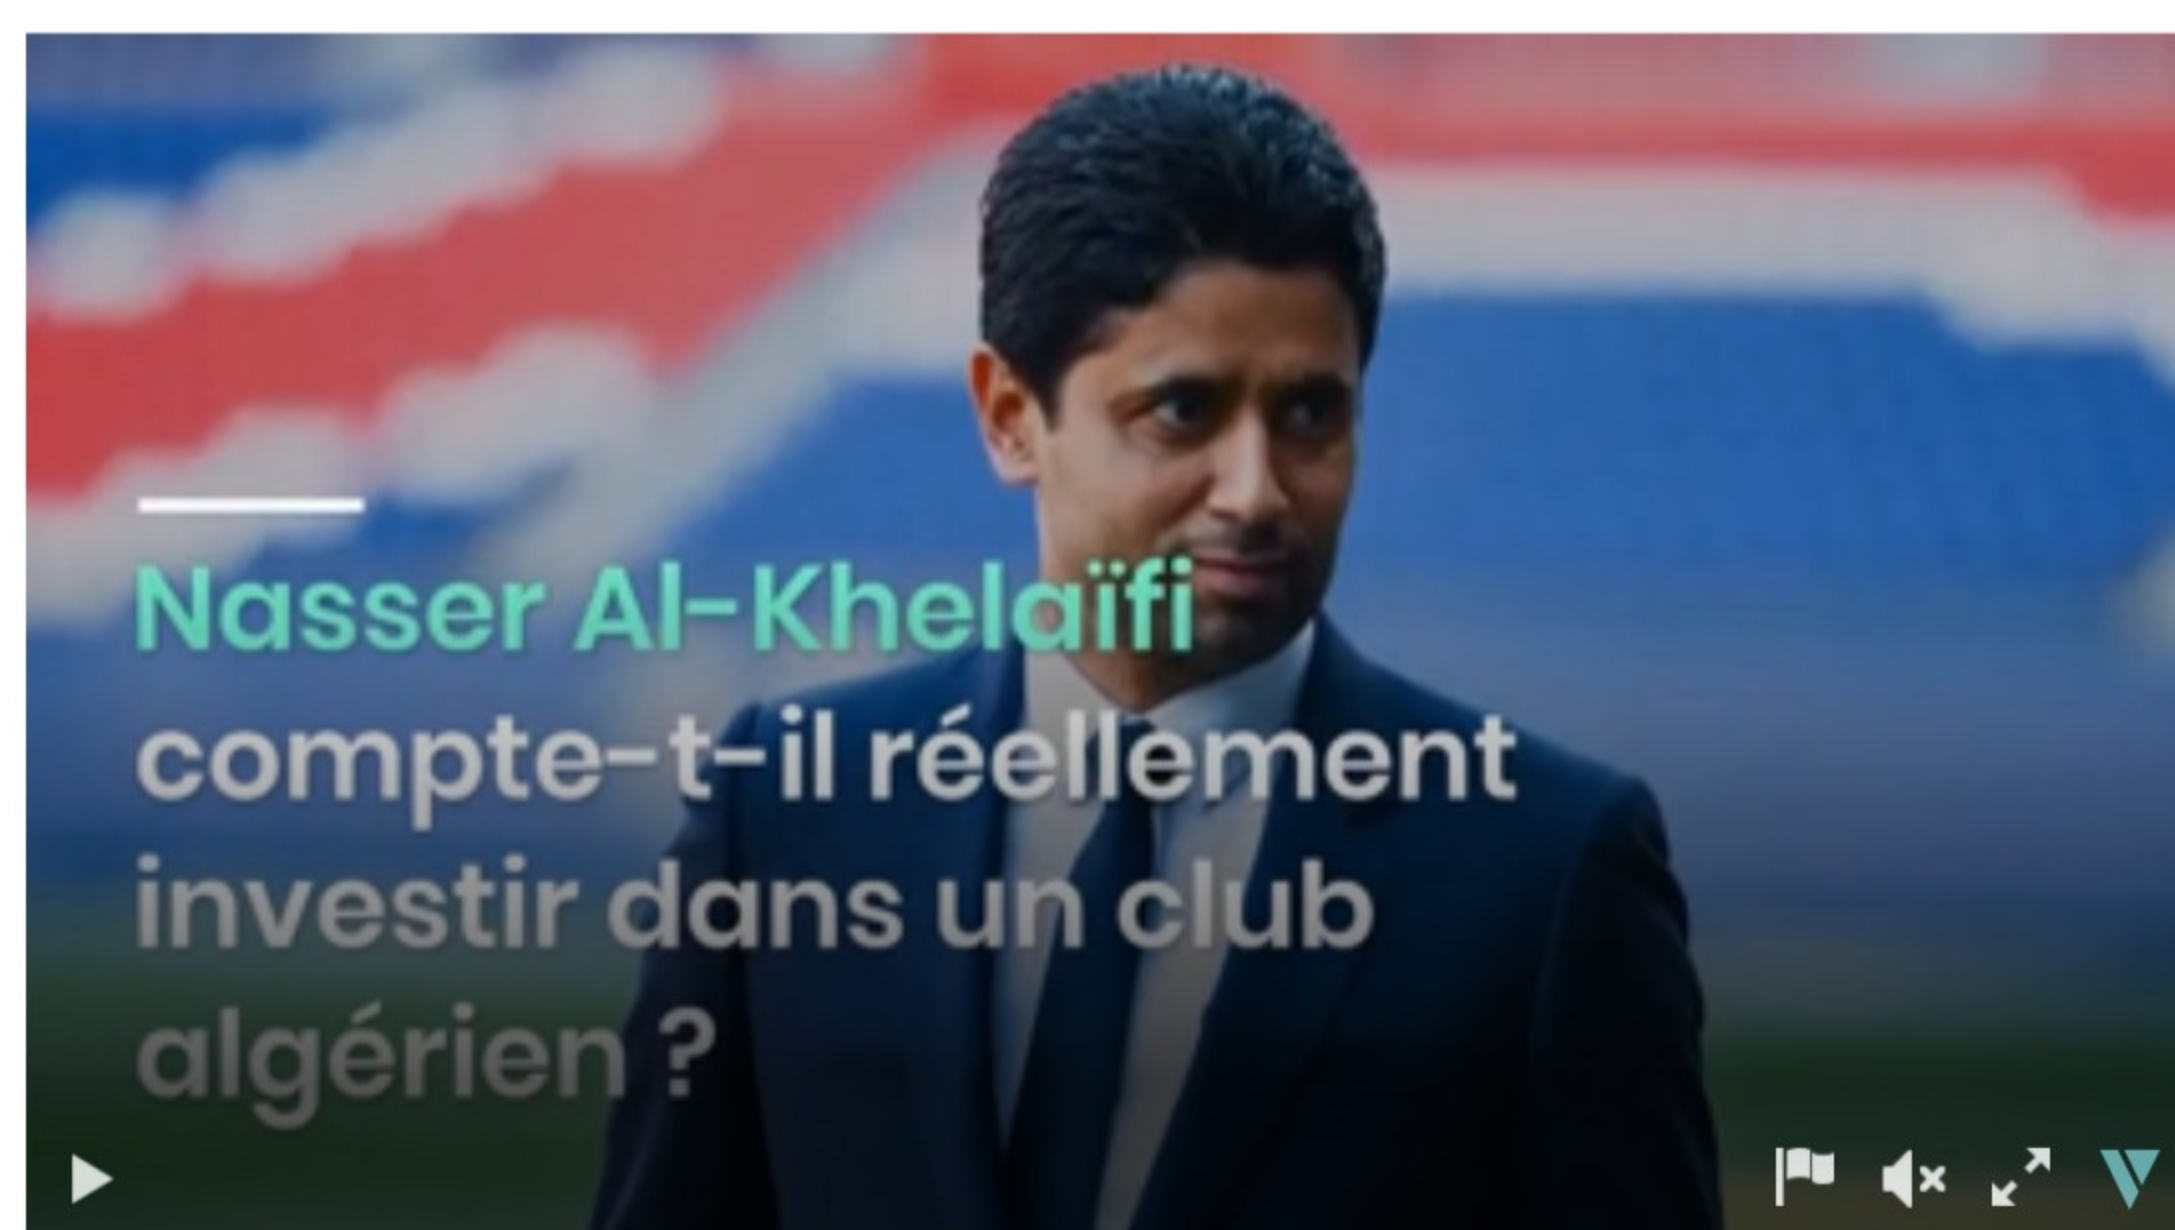 Nasser Al-Khelaïfi
compte-t-il réellement
investir dans un club
algérien ?